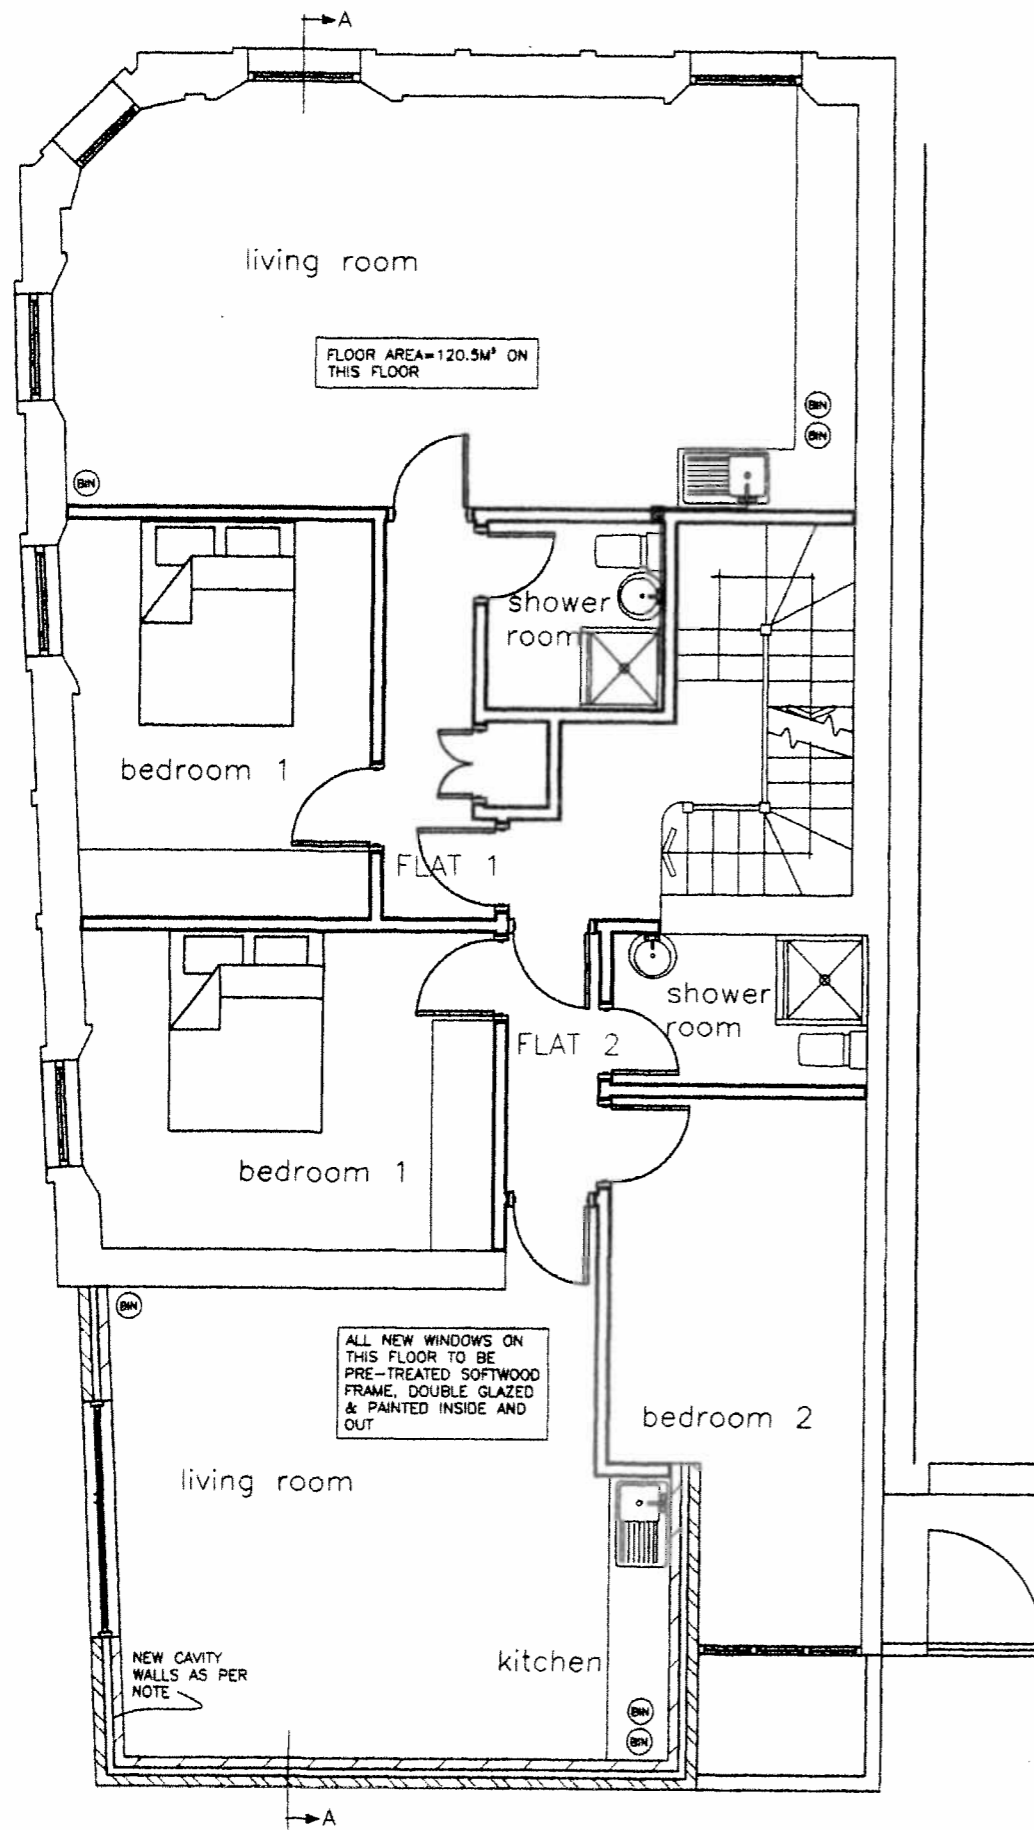 A
living room
FLOOR AREA=120.5M² ON
THIS FLOOR
BIN
BIN
BIN
shower
room
bedroom 1
FLAT 1
shower
room
FLAT 2
bedroom 1
BIN
ALL NEW WINDOWS ON
THIS FLOOR TO BE
PRE-TREATED SOFTWOOD
FRAME, DOUBLE GLAZED
& PAINTED INSIDE AND
OUT
bedroom 2
living room
kitchen
NEW CAVITY
WALLS AS PER
NOTE
BIN
BIN
A